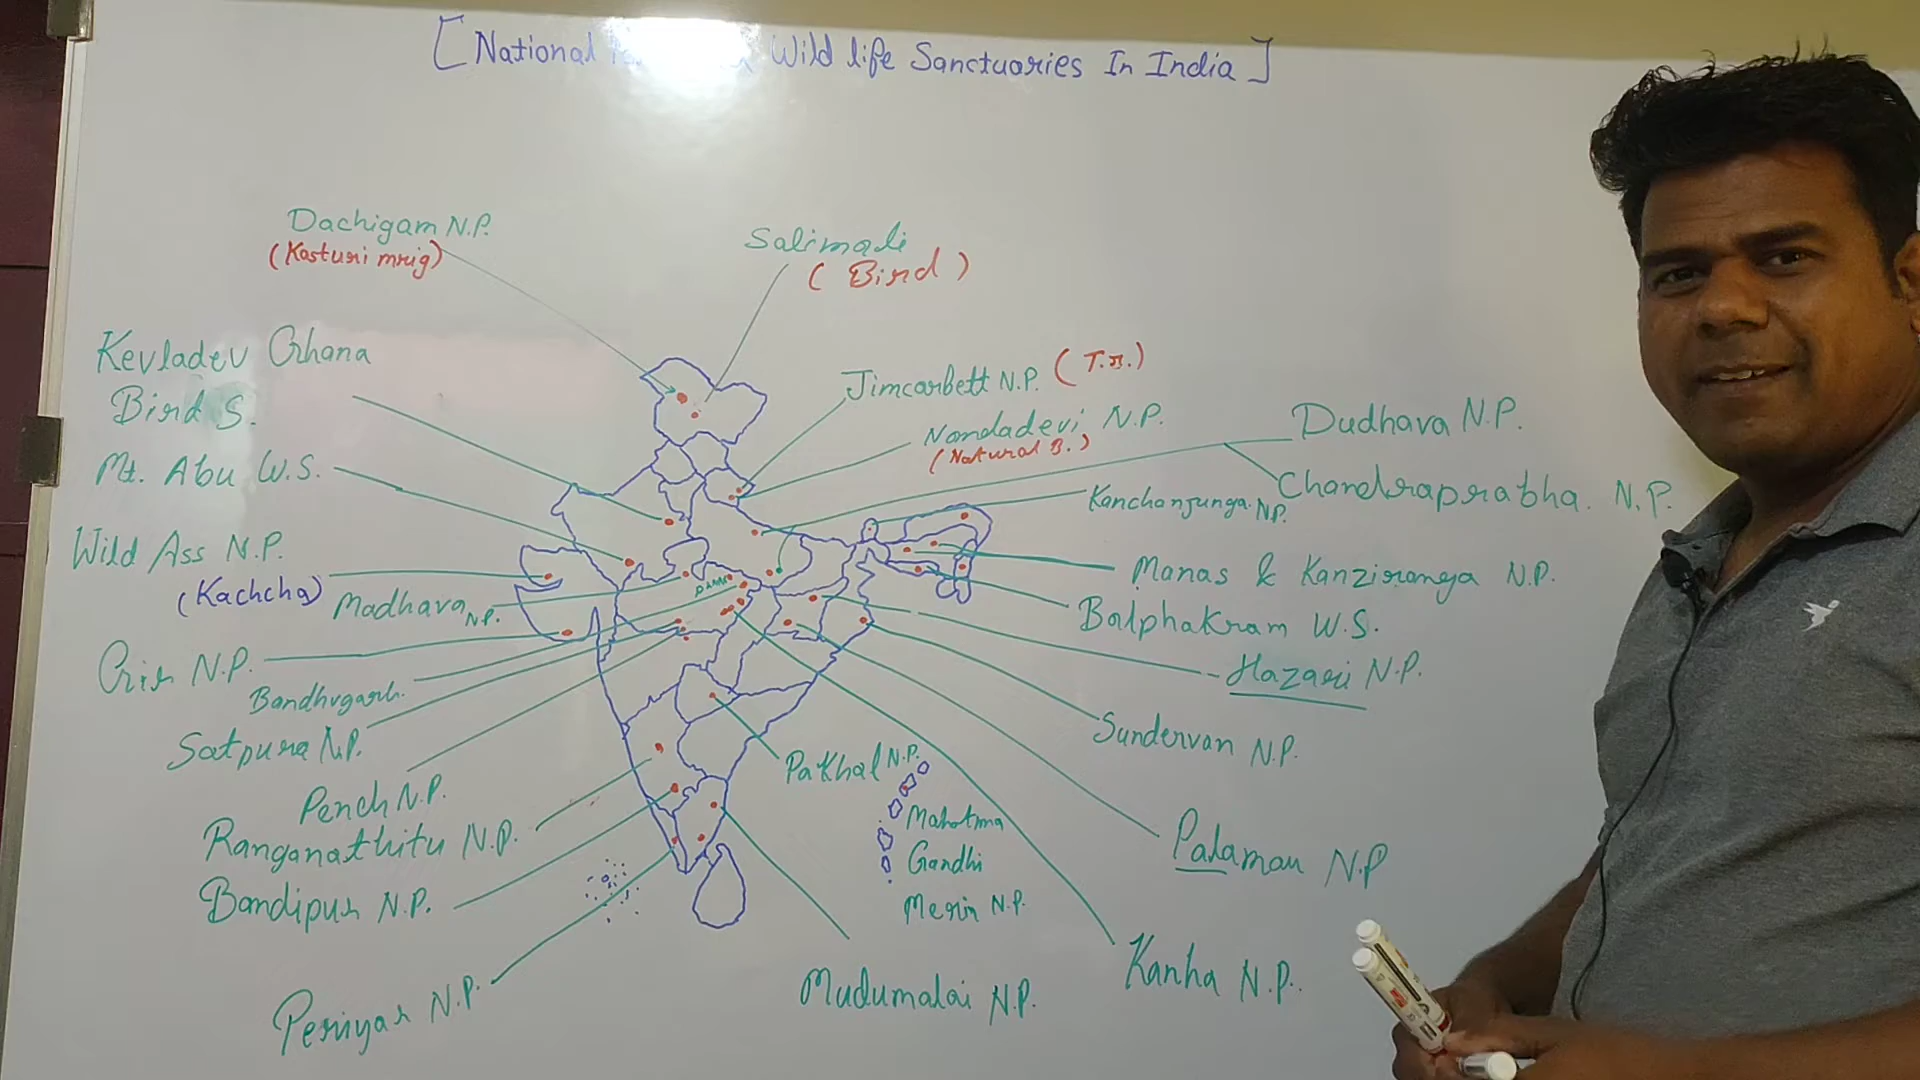 [ National Wild life Sanctuaries In India ]
Dachigam N.P.
(Kasturi mrig)
Salimali
( Bird )
Kevladev Ghana
Bird S.
Jimcorbett N.P. ( T.R.)
Nandadevi N.P.
(Natural B.)
Dudhava N.P.
Chandraprabha. N.P.
Mt. Abu W.S.
Kanchanjunga N.P.
Wild Ass N.P.
(Kachcha)
Manas & Kanziranga N.P.
Madhava N.P.
Balphakram W.S.
Gir N.P.
Hazari N.P.
Bandhvgarh.
Satpura N.P.
Sundervan N.P.
Pakhal N.P.
Pench N.P.
Mahatma
Gandhi
Merin N.P.
Ranganathitu N.P.
Palamau N.P
Bandipur N.P.
Periyar N.P.
Mudumalai N.P.
Kanha N.P.